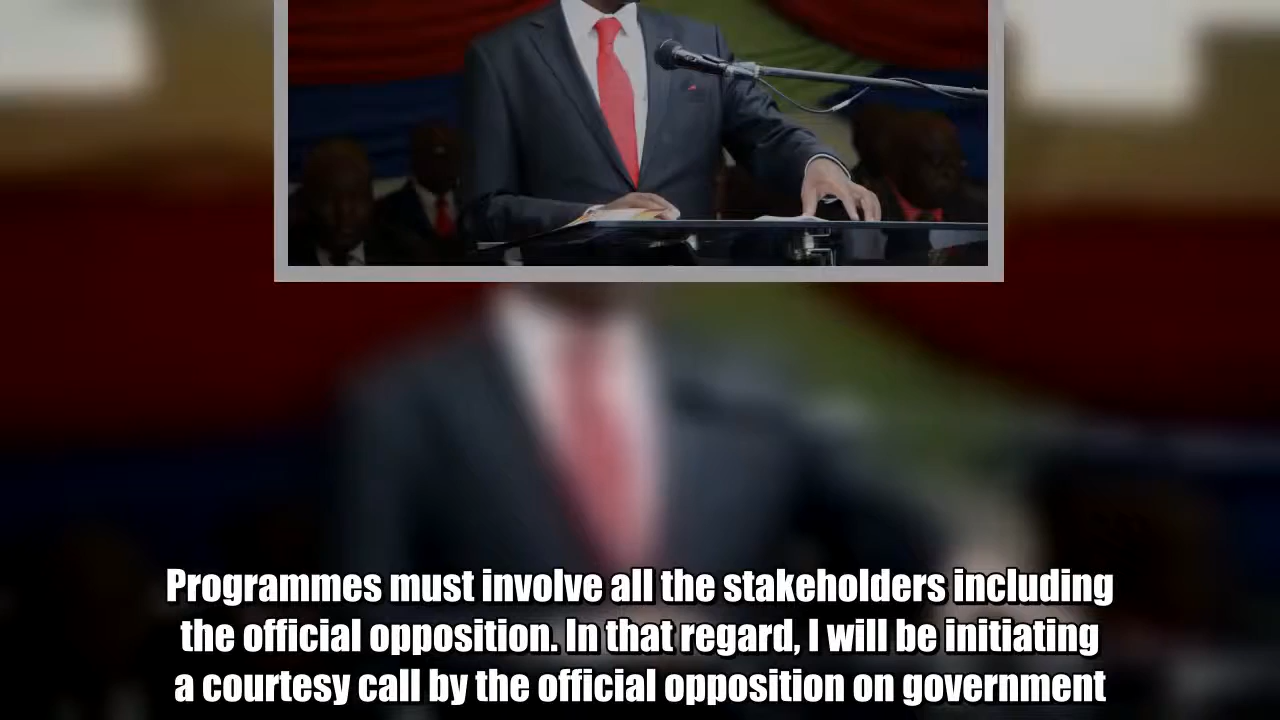 Programmes must involve all the stakeholders including
the official opposition. In that regard, I will be initiating
a courtesy call by the official opposition on government